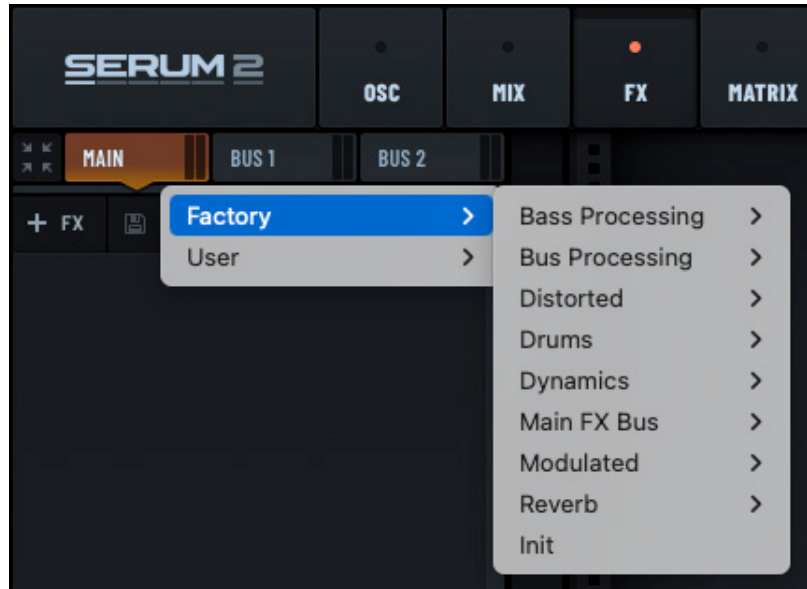 SERUM 2
OSC
MIX
FX
MATRIX
MAIN
BUS 1
BUS 2
+ FX
Factory
User
Bass Processing
Bus Processing
Distorted
Drums
Dynamics
Main FX Bus
Modulated
Reverb
Init